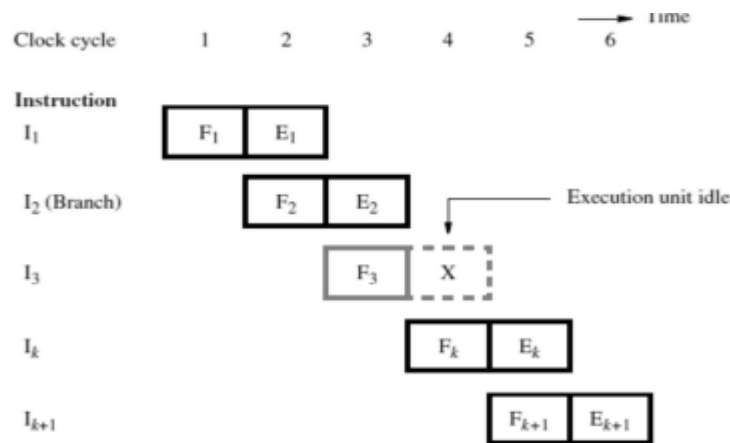 Time
Clock cycle 1 2 3 4 5 6
Instruction
I₁ F₁ E₁
I₂ (Branch) F₂ E₂ Execution unit idle
I₃ F₃ X
Iₖ Fₖ Eₖ
Iₖ₊₁ Fₖ₊₁ Eₖ₊₁